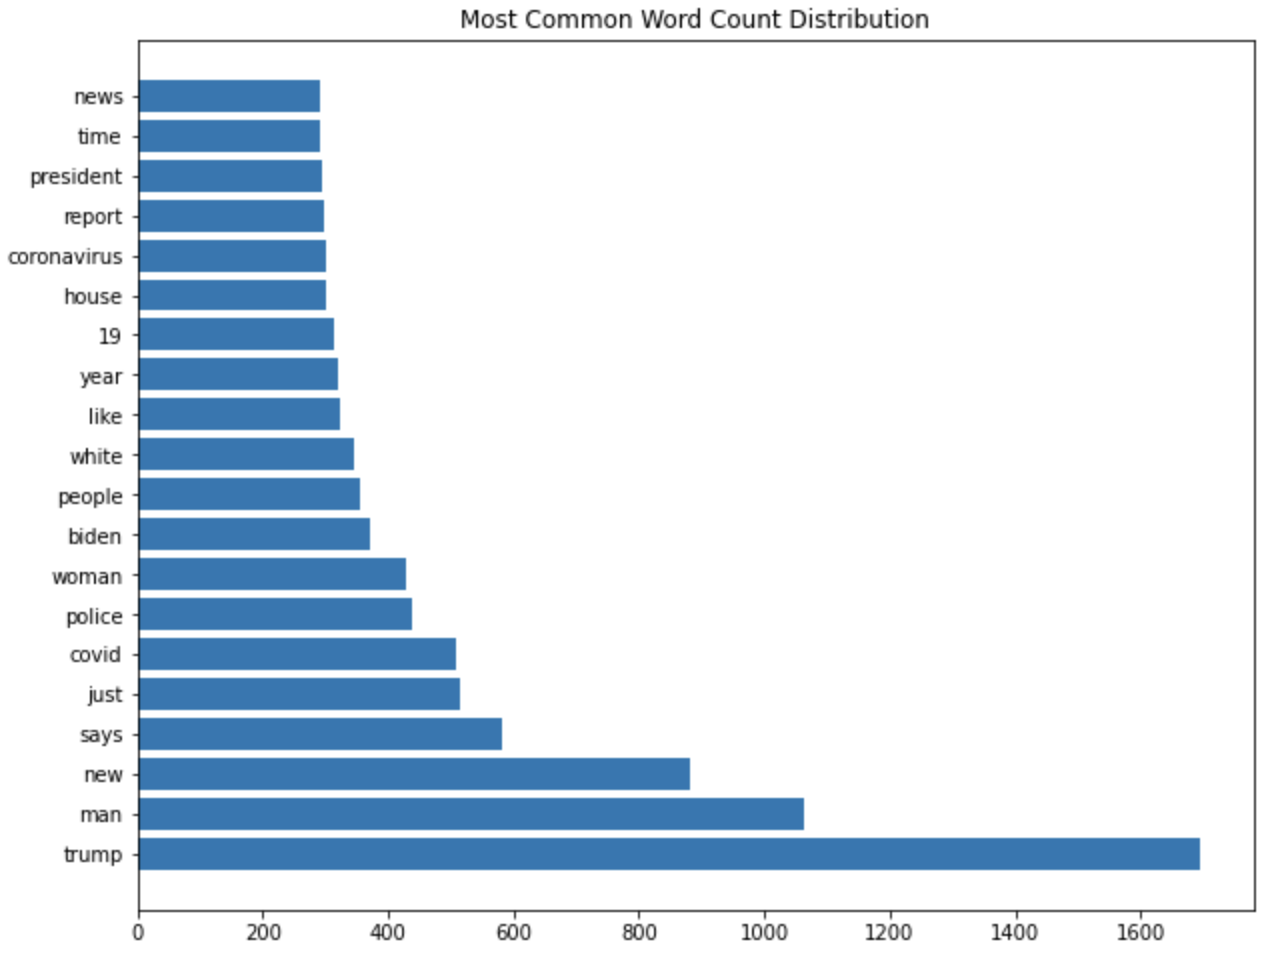 Most Common Word Count Distribution
news
time
president
report
coronavirus
house
19
year
like
white
people
biden
woman
police
covid
just
says
new
man
trump
0 200 400 600 800 1000 1200 1400 1600